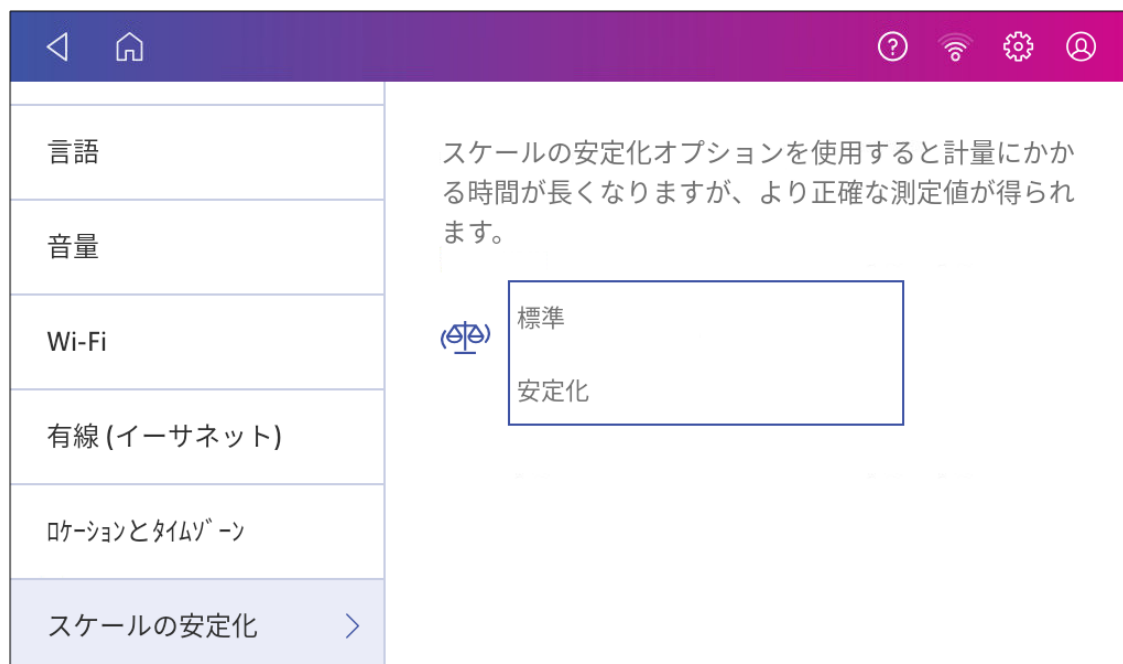 言語
音量
Wi-Fi
有線 (イーサネット)
ﾛｹｰｼｮﾝとﾀｲﾑｿﾞｰﾝ
スケールの安定化
スケールの安定化オプションを使用すると計量にかか
る時間が長くなりますが、より正確な測定値が得られ
ます。
標準
安定化